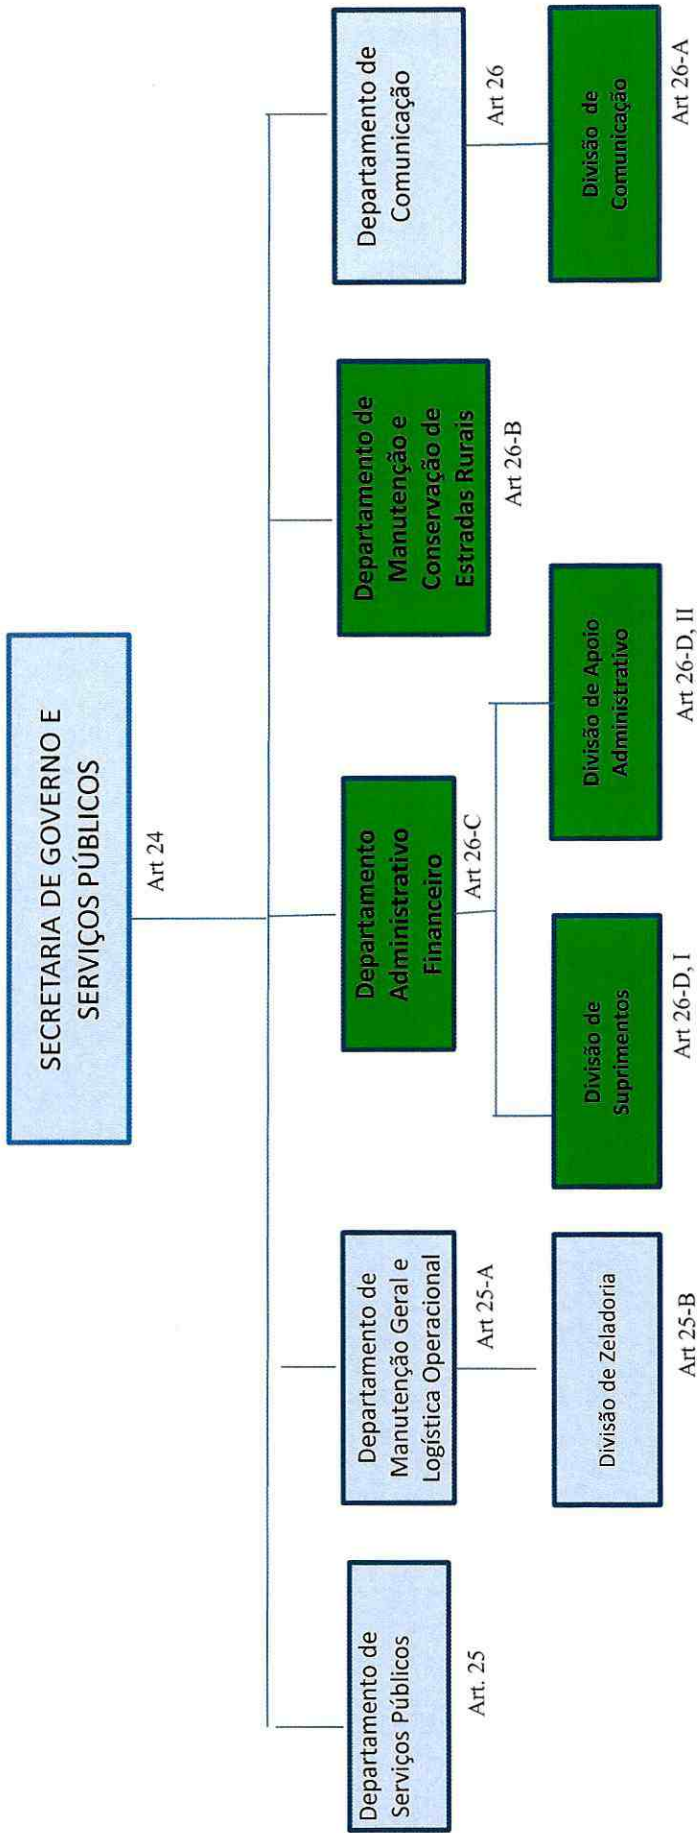 SECRETARIA DE GOVERNO E
SERVIÇOS PÚBLICOS
Art 24
Departamento de
Serviços Públicos
Art. 25
Departamento de
Manutenção Geral e
Logística Operacional
Art 25-A
Departamento
Administrativo
Financeiro
Art 26-C
Departamento de
Manutenção e
Conservação de
Estradas Rurais
Art 26-B
Departamento de
Comunicação
Art 26
Divisão de Zeladoria
Art 25-B
Divisão de
Suprimentos
Art 26-D, I
Divisão de Apoio
Administrativo
Art 26-D, II
Divisão de
Comunicação
Art 26-A